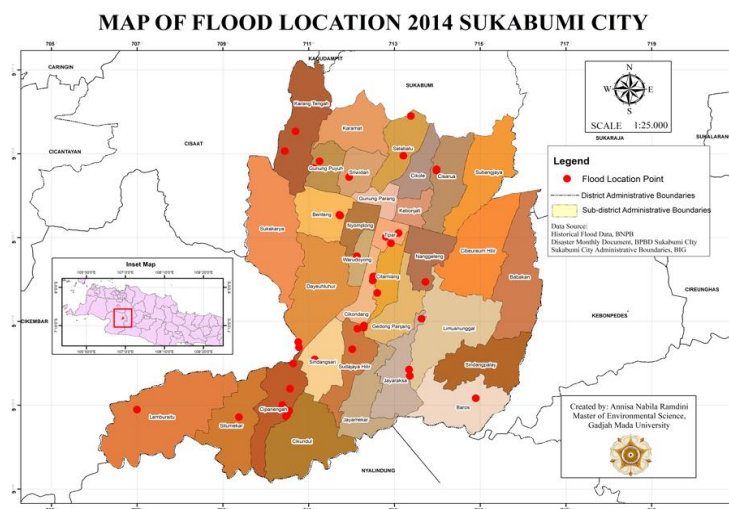 MAP OF FLOOD LOCATION 2014 SUKABUMI CITY
705 707 709 711 713 715 717 719
KADUDAMPIT
CARINGIN
SUKABUMI
CISAAT
CICANTAYAN
SUKARAJA
CIKEMBAR
CIREUNGHAS
KEBONPEDES
NYALINDUNG
Karang Tengah
Karamat
Gunung Puyuh
Sriwidari
Selabatu
Cikole
Cisarua
Subangjaya
Gunung Parang
Kebonjati
Benteng
Nyomplong
Sukakarya
Tipar
Warudoyong
Nanggeleng
Cibeureum Hilir
Babakan
Dayeuhluhur
Citamiang
Cikondang
Gedong Panjang
Limusnunggal
Sindangsari
Sudajaya Hilir
Jayaraksa
Sindangpalay
Lembursitu
Situmekar
Cipanengah
Cikundul
Jayamekar
Baros
N
W E
S
SCALE 1:25.000
Legend
Flood Location Point
District Administrative Boundaries
Sub-district Administrative Boundaries
Data Source:
Historical Flood Data, BNPB
Disaster Monthly Document, BPBD Sukabumi City
Sukabumi City Administrative Boundaries, BIG
Inset Map
Created by: Annisa Nabila Ramdini
Master of Environmental Science,
Gadjah Mada University